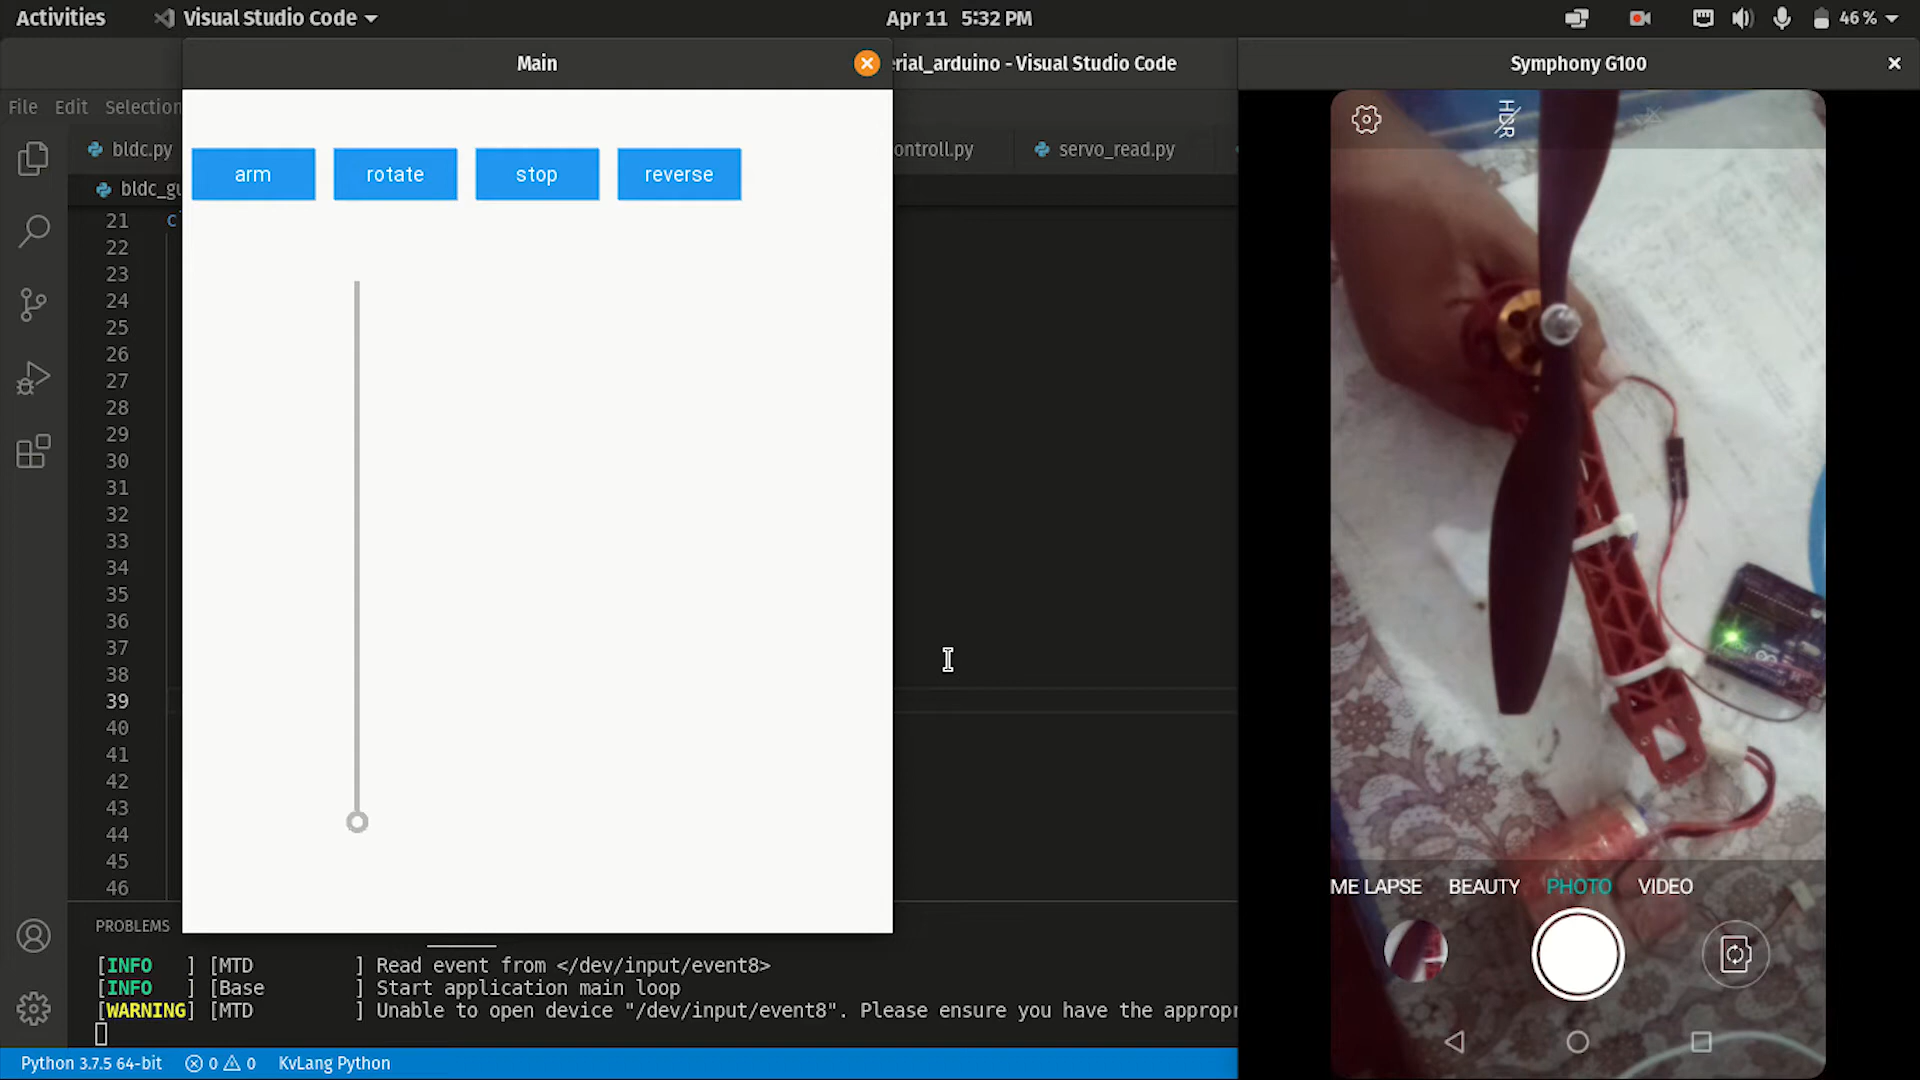 Activities
Visual Studio Code
Apr 11 5:32 PM
46 %
Main
erial_arduino - Visual Studio Code
Symphony G100
File Edit Selection
bldc.py
ontroll.py
servo_read.py
bldc_gu
arm
rotate
stop
reverse
HDR
21 c
22
23
24
25
26
27
28
29
30
31
32
33
34
35
36
37
38
39
40
41
42
43
44
45
46
ME LAPSE
BEAUTY
PHOTO
VIDEO
PROBLEMS
[INFO ] [MTD ] Read event from </dev/input/event8>
[INFO ] [Base ] Start application main loop
[WARNING] [MTD ] Unable to open device "/dev/input/event8". Please ensure you have the appropr
Python 3.7.5 64-bit
0
0
KvLang Python